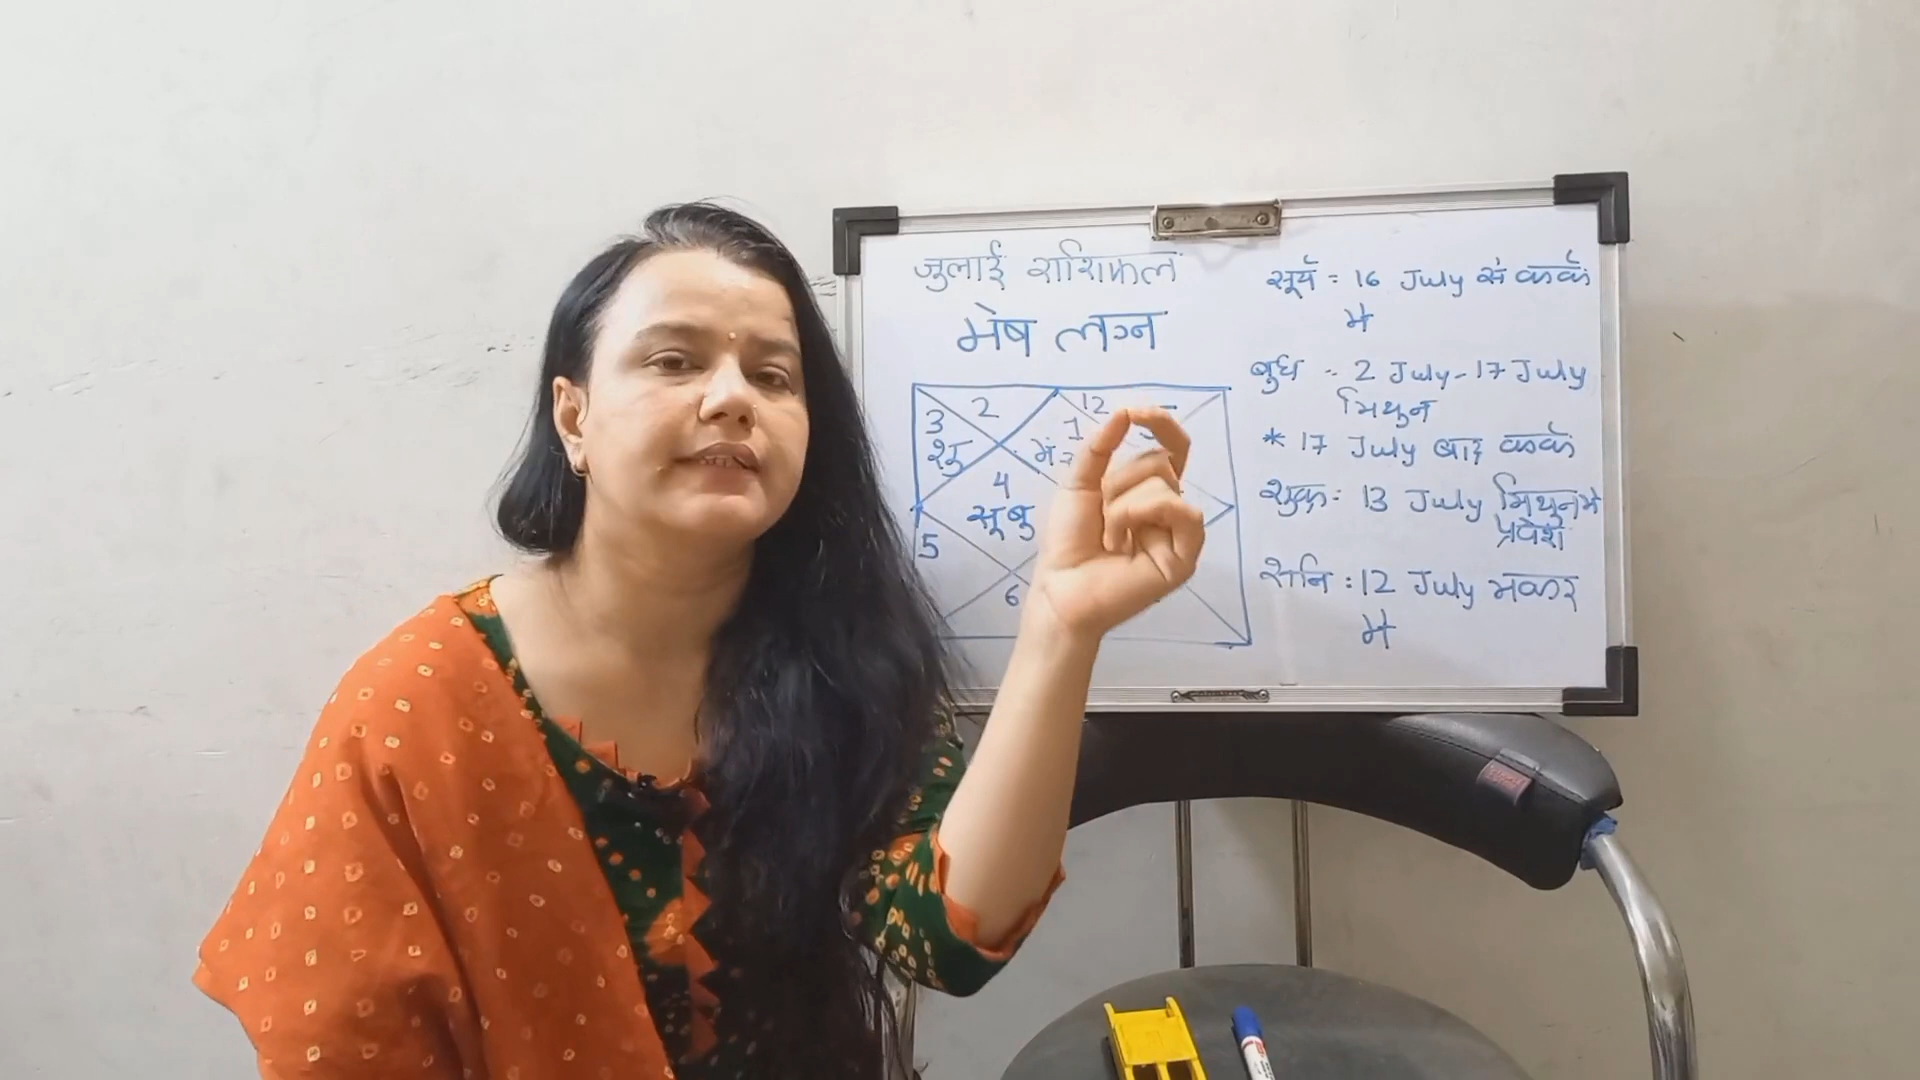 जुलाई राशिफल
मेष लग्न
2
12
3
1
शु
मं
4
सू बु
5
6
सूर्य = 16 July से कर्क
में
बुध - 2 July - 17 July
मिथुन
* 17 July बाद कर्क
शुक्र : 13 July मिथुन में
प्रवेश
शनि : 12 July मकर
में